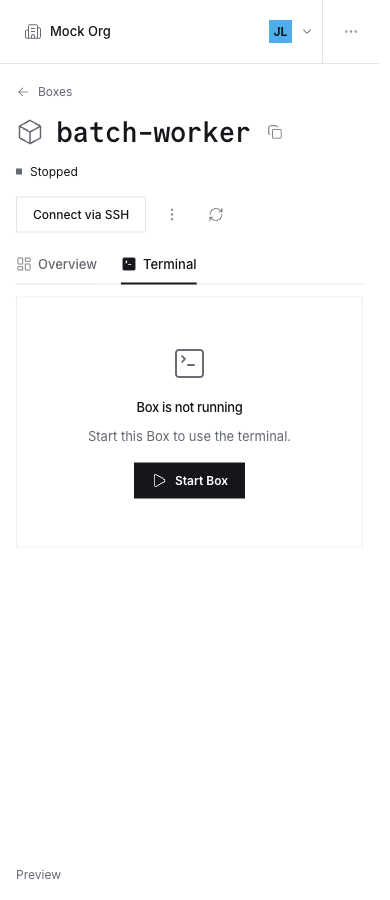 Mock Org
JL
Boxes
batch-worker
Stopped
Connect via SSH
Overview
Terminal
Box is not running
Start this Box to use the terminal.
Start Box
Preview